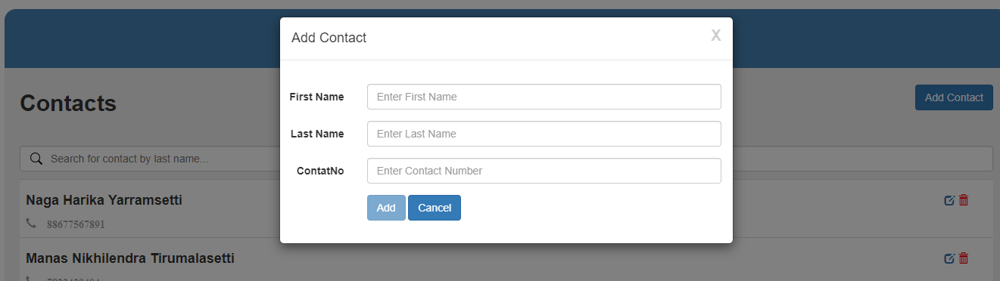 Add Contact X
Contacts
Add Contact
First Name Enter First Name
Last Name Enter Last Name
ContatNo Enter Contact Number
Add Cancel
Search for contact by last name...
Naga Harika Yarramsetti
88677567891
Manas Nikhilendra Tirumalasetti